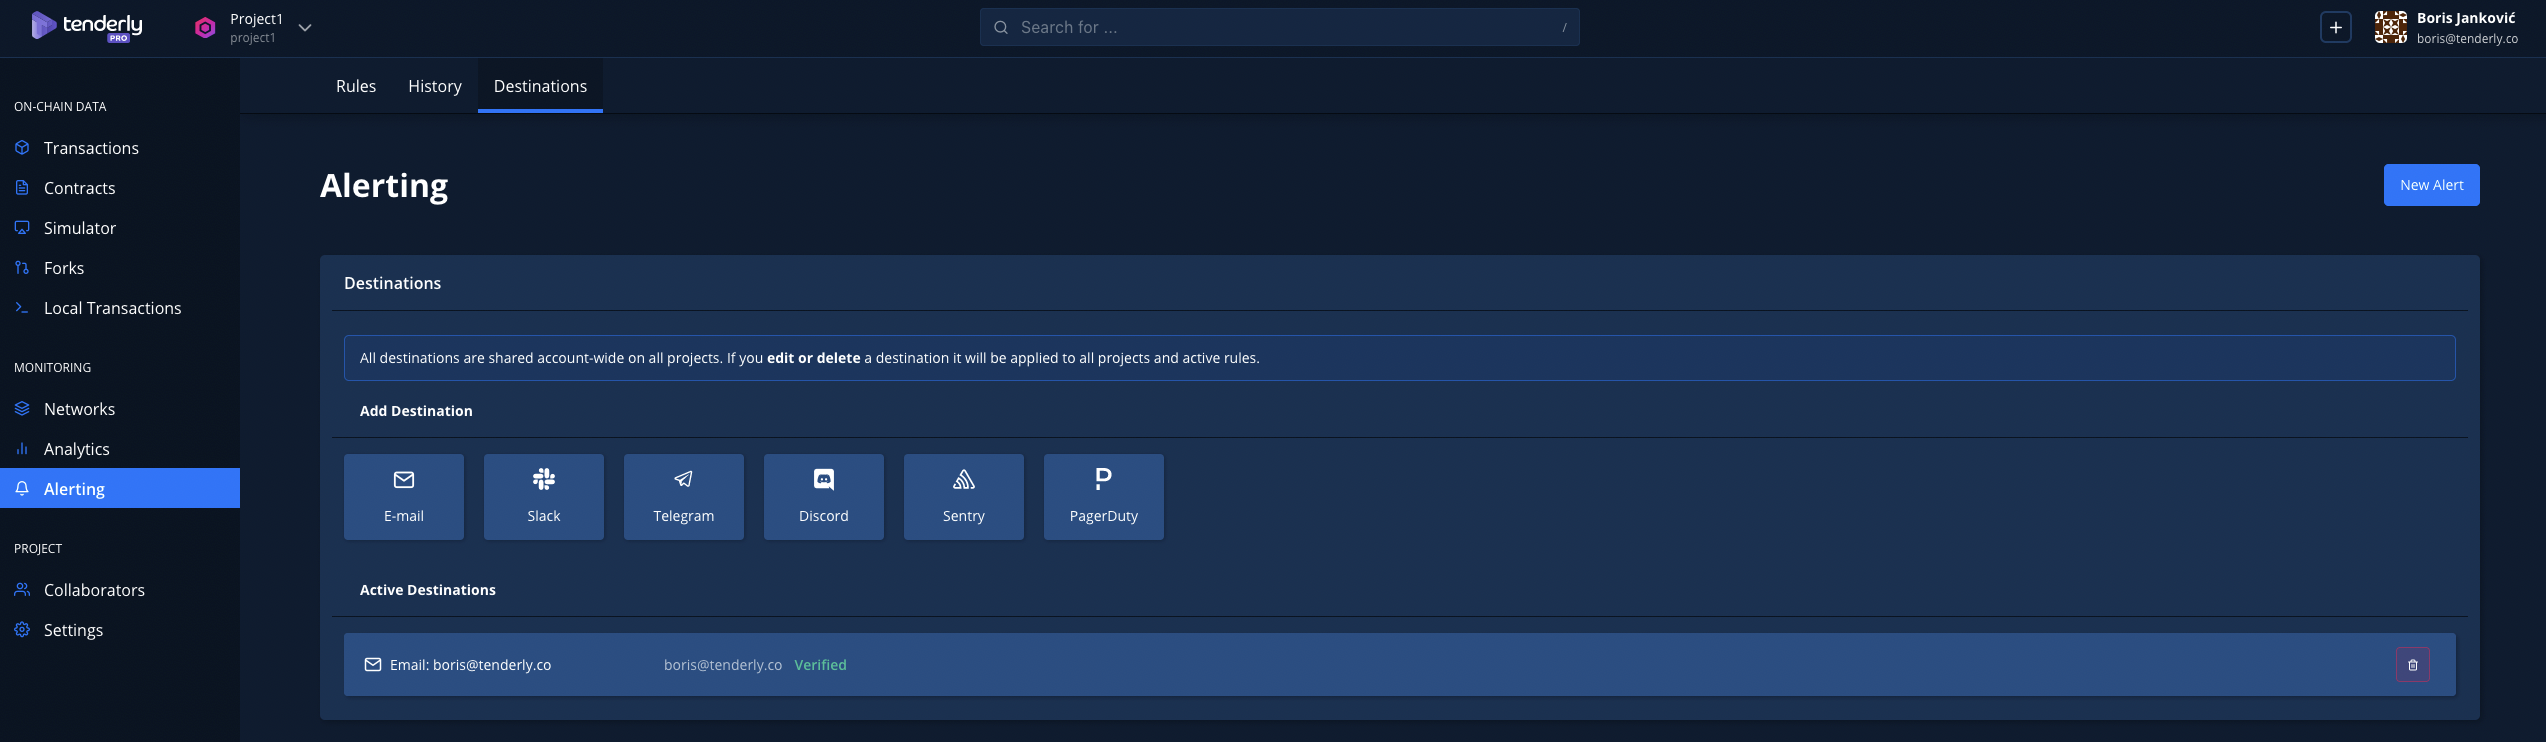 tenderly
PRO
Project1
project1
Search for ...
/
+
Boris Janković
boris@tenderly.co
Rules
History
Destinations
ON-CHAIN DATA
Transactions
Contracts
Simulator
Forks
Local Transactions
MONITORING
Networks
Analytics
Alerting
PROJECT
Collaborators
Settings
Alerting
New Alert
Destinations
All destinations are shared account-wide on all projects. If you edit or delete a destination it will be applied to all projects and active rules.
Add Destination
E-mail
Slack
Telegram
Discord
Sentry
PagerDuty
Active Destinations
Email: boris@tenderly.co
boris@tenderly.co Verified